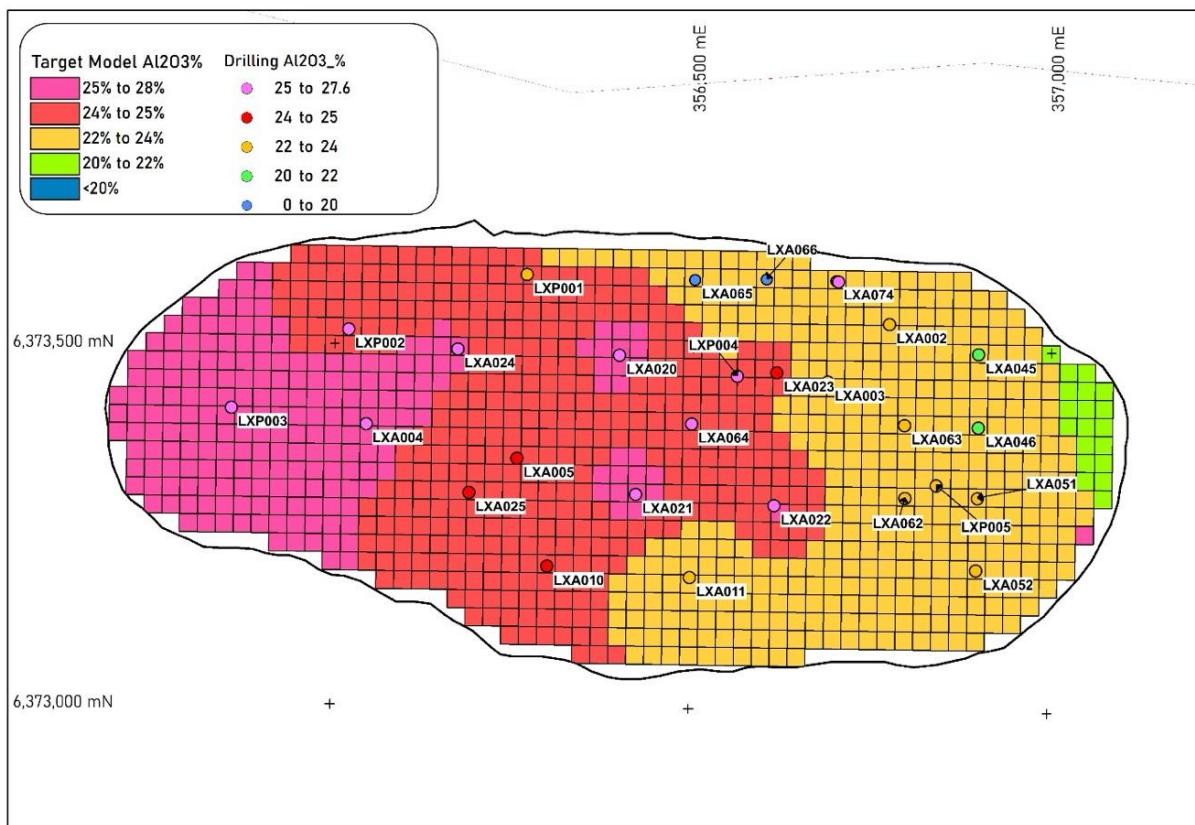 Target Model Al2O3%
25% to 28%
24% to 25%
22% to 24%
20% to 22%
<20%
Drilling Al2O3_%
25 to 27.6
24 to 25
22 to 24
20 to 22
0 to 20
356,500 mE
357,000 mE
6,373,500 mN
6,373,000 mN
LXA066
LXP001
LXA065
LXA074
LXP002
LXP004
LXA002
LXA024
LXA020
LXA045
LXA023
LXA003
LXP003
LXA004
LXA064
LXA063
LXA046
LXA005
LXA051
LXA025
LXA021
LXA022
LXA062
LXP005
LXA010
LXA011
LXA052